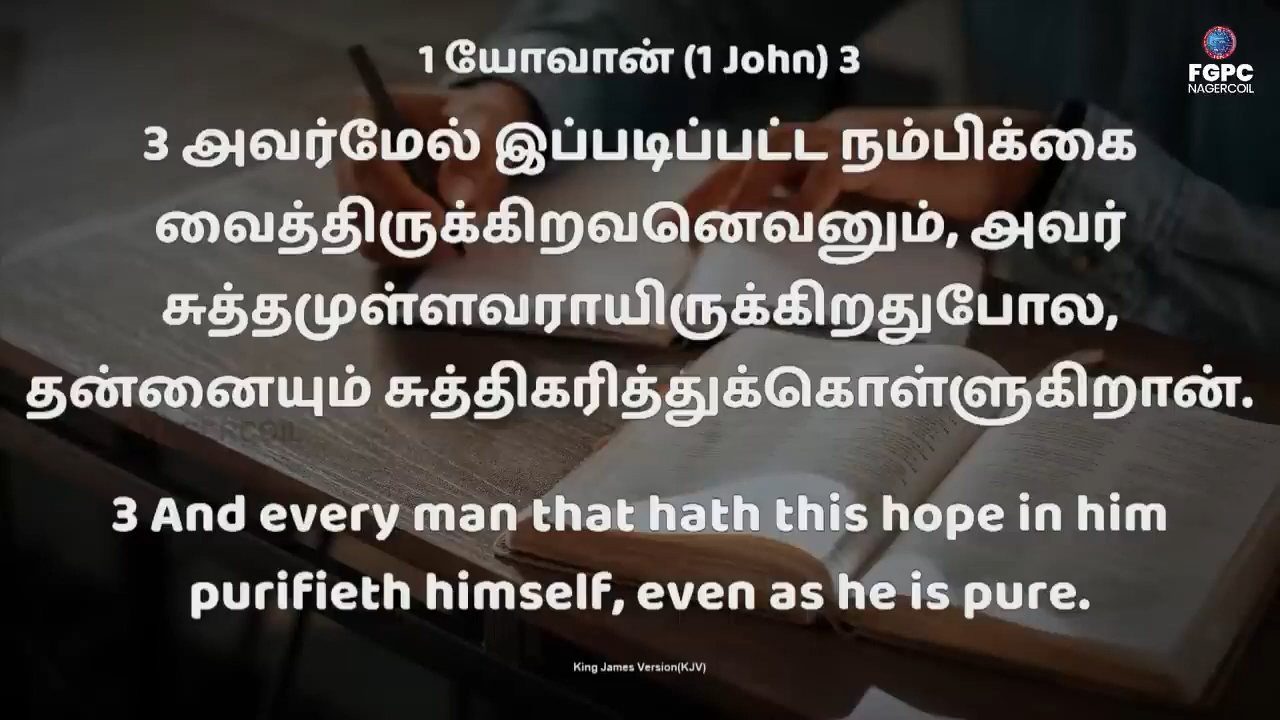 1 யோவான் (1 John) 3
FGPC
NAGERCOIL
3 அவர்மேல் இப்படிப்பட்ட நம்பிக்கை
வைத்திருக்கிறவனெவனும், அவர்
சுத்தமுள்ளவராயிருக்கிறதுபோல,
தன்னையும் சுத்திகரித்துக்கொள்ளுகிறான்.
3 And every man that hath this hope in him
purifieth himself, even as he is pure.
King James Version(KJV)